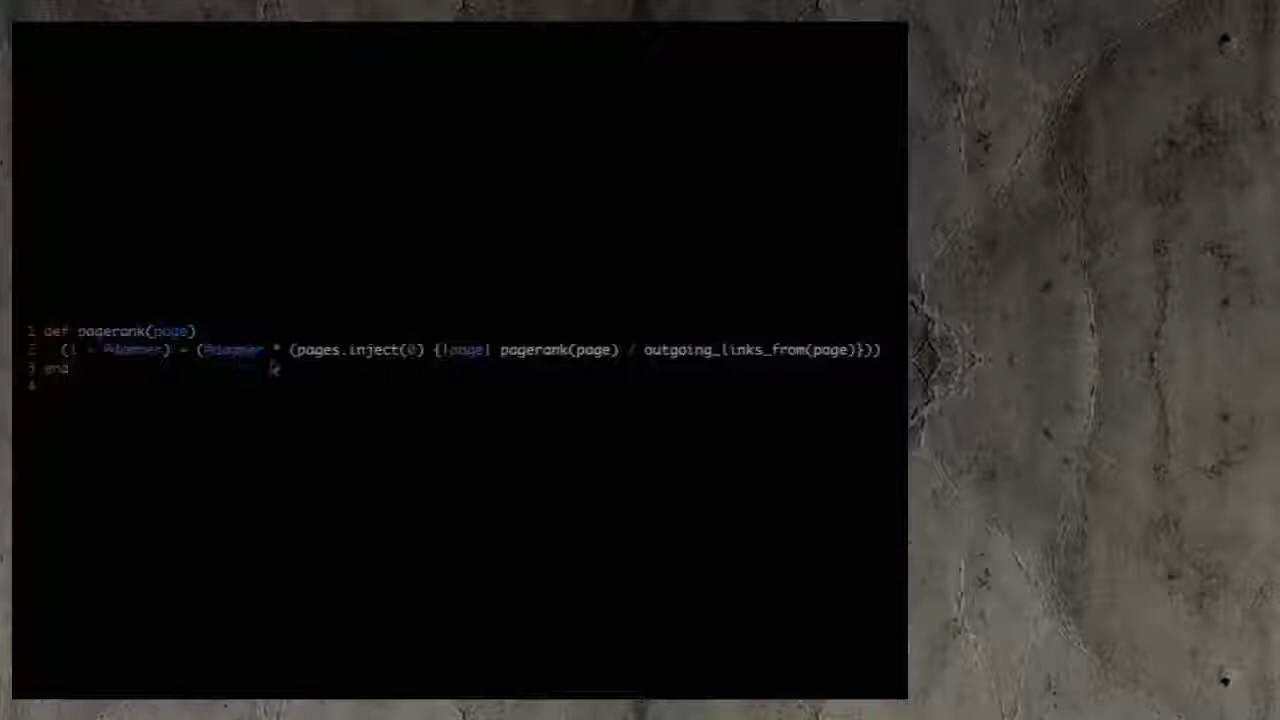 1 def pagerank(page)
2 (1 - @damper) - (@damper * (pages.inject(0) {|page| pagerank(page) / outgoing_links_from(page)}))
3 end
4